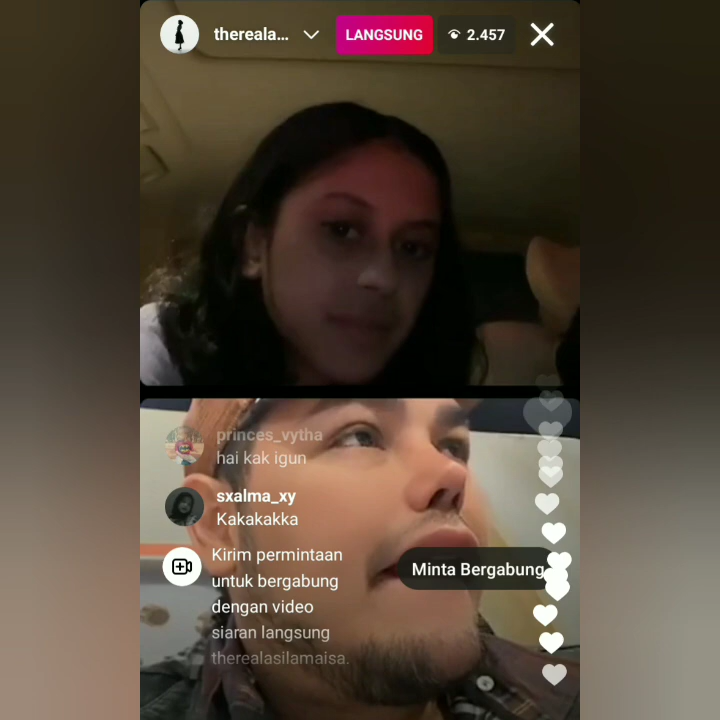 therealа...
LANGSUNG
2.457
princes_vytha
hai kak igun
sxalma_xy
Kakakakka
Kirim permintaan
untuk bergabung
dengan video
siaran langsung
therealasilamaisa.
Minta Bergabung